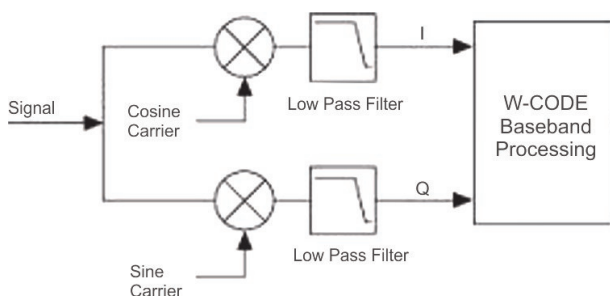 I
Low Pass Filter
Signal
Cosine
Carrier
W-CODE
Baseband
Processing
Q
Low Pass Filter
Sine
Carrier